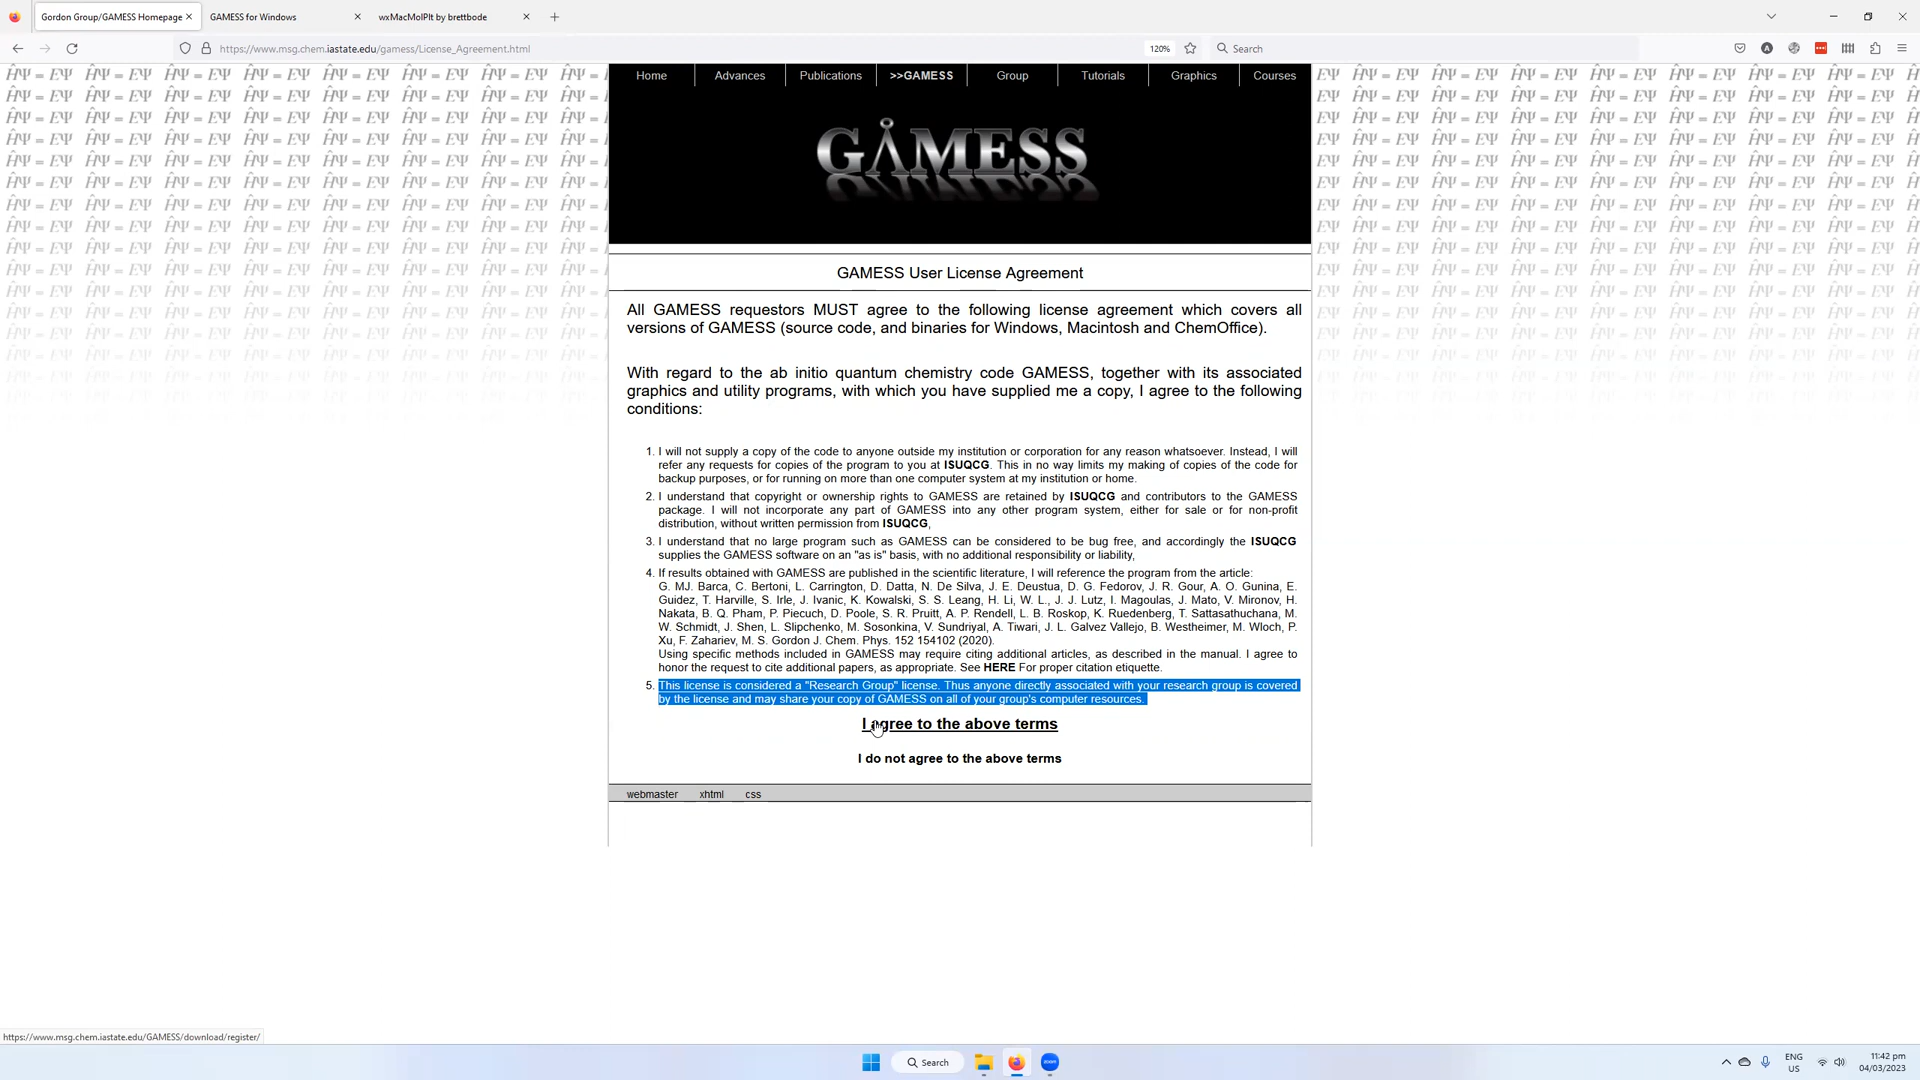 Gordon Group/GAMESS Homepage
GAMESS for Windows
wxMacMolPlt by brettbode
https://www.msg.chem.iastate.edu/gamess/License_Agreement.html
120%
Search
Home
Advances
Publications
>>GAMESS
Group
Tutorials
Graphics
Courses
GAMESS
GAMESS User License Agreement
All GAMESS requestors MUST agree to the following license agreement which covers all
versions of GAMESS (source code, and binaries for Windows, Macintosh and ChemOffice).
With regard to the ab initio quantum chemistry code GAMESS, together with its associated
graphics and utility programs, with which you have supplied me a copy, I agree to the following
conditions:
1. I will not supply a copy of the code to anyone outside my institution or corporation for any reason whatsoever. Instead, I will
refer any requests for copies of the program to you at ISUQCG. This in no way limits my making of copies of the code for
backup purposes, or for running on more than one computer system at my institution or home.
2. I understand that copyright or ownership rights to GAMESS are retained by ISUQCG and contributors to the GAMESS
package. I will not incorporate any part of GAMESS into any other program system, either for sale or for non-profit
distribution, without written permission from ISUQCG,
3. I understand that no large program such as GAMESS can be considered to be bug free, and accordingly the ISUQCG
supplies the GAMESS software on an "as is" basis, with no additional responsibility or liability,
4. If results obtained with GAMESS are published in the scientific literature, I will reference the program from the article:
G. MJ. Barca, C. Bertoni, L. Carrington, D. Datta, N. De Silva, J. E. Deustua, D. G. Fedorov, J. R. Gour, A. O. Gunina, E.
Guidez, T. Harville, S. Irle, J. Ivanic, K. Kowalski, S. S. Leang, H. Li, W. L., J. J. Lutz, I. Magoulas, J. Mato, V. Mironov, H.
Nakata, B. Q. Pham, P. Piecuch, D. Poole, S. R. Pruitt, A. P. Rendell, L. B. Roskop, K. Ruedenberg, T. Sattasathuchana, M.
W. Schmidt, J. Shen, L. Slipchenko, M. Sosonkina, V. Sundriyal, A. Tiwari, J. L. Galvez Vallejo, B. Westheimer, M. Wloch, P.
Xu, F. Zahariev, M. S. Gordon J. Chem. Phys. 152 154102 (2020).
Using specific methods included in GAMESS may require citing additional articles, as described in the manual. I agree to
honor the request to cite additional papers, as appropriate. See HERE For proper citation etiquette.
5. This license is considered a "Research Group" license. Thus anyone directly associated with your research group is covered
by the license and may share your copy of GAMESS on all of your group's computer resources.
I agree to the above terms
I do not agree to the above terms
webmaster
xhtml
css
https://www.msg.chem.iastate.edu/GAMESS/download/register/
Search
zoom
ENG
US
11:42 pm
04/03/2023